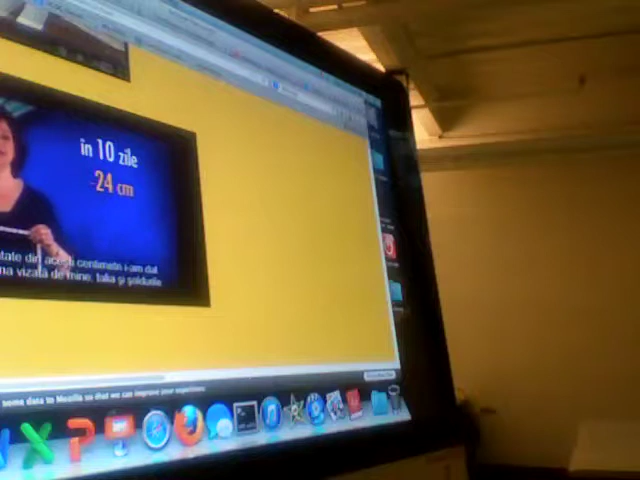 in 10 zile
-24 cm
tate din acești centimetri i-am dat
na vizată de mine, talia și șoldurile
some data to Mozilla so that we can improve your experience.